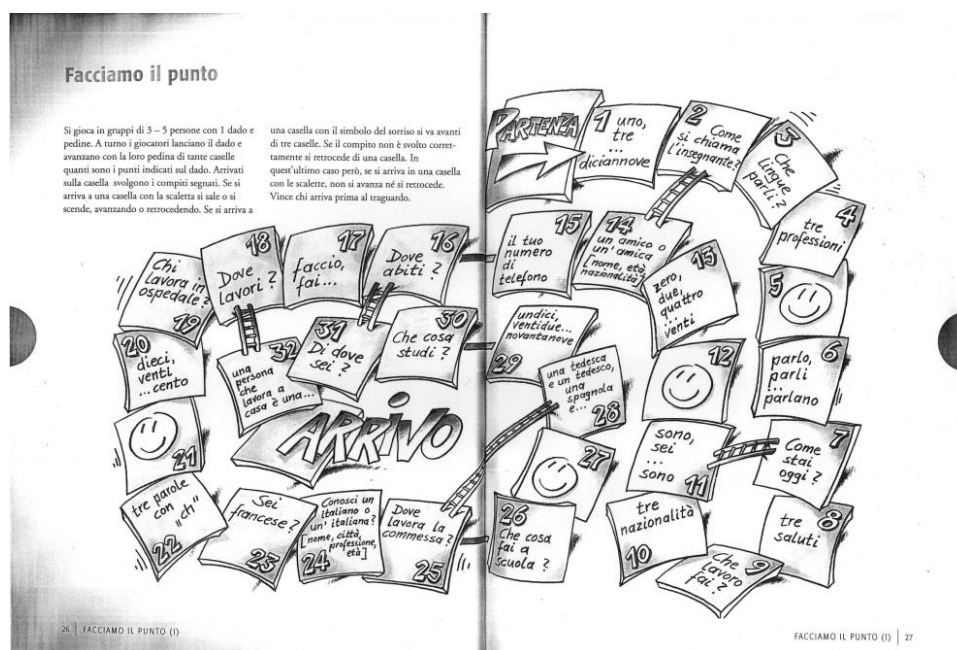 Facciamo il punto
Si gioca in gruppi di 3 – 5 persone con 1 dado e
pedine. A turno i giocatori lanciano il dado e
avanzano con la loro pedina di tante caselle
quanti sono i punti indicati sul dado. Arrivati
sulla casella svolgono i compiti segnati. Se si
arriva a una casella con la scaletta si sale o si
scende, avanzando o retrocedendo. Se si arriva a
una casella con il simbolo del sorriso si va avanti
di tre caselle. Se il compito non è svolto corret-
tamente si retrocede di una casella. In
quest'ultimo caso però, se si arriva in una casella
con le scalette, non si avanza né si retrocede.
Vince chi arriva prima al traguardo.
PARTENZA
1 uno,
tre
...
diciannove
2 Come
si chiama
l'insegnante?
3
Che
lingue
parli?
4
tre
professioni
5
6
parlo,
parli
...
parlano
7
Come
stai
oggi?
8
tre
saluti
9
Che
lavoro
fai?
tre
nazionalità
10
sono,
sei
...
sono
11
12
13
zero,
due,
quattro
...
venti
14
un amico o
un'amica
[nome, età,
nazionalità]
15
il tuo
numero
di
telefono
16
Dove
abiti?
17
faccio,
fai...
18
Dove
lavori?
Chi
lavora in
ospedale?
19
20
dieci,
venti
...cento
21
tre parole
con
"ch"
22
Sei
francese?
23
Conosci un
italiano o
un'italiana?
[nome, città,
professione,
età]
24
Dove
lavora la
commessa?
25
26
Che cosa
fai a
scuola?
27
una tedesca
e un tedesco,
una
spagnola
e...
28
undici,
ventidue...
novantanove
29
30
Che cosa
studi?
31
Di dove
sei?
32
una
persona
che
lavora a
casa è una...
ARRIVO
26 | FACCIAMO IL PUNTO (I)
FACCIAMO IL PUNTO (I) | 27